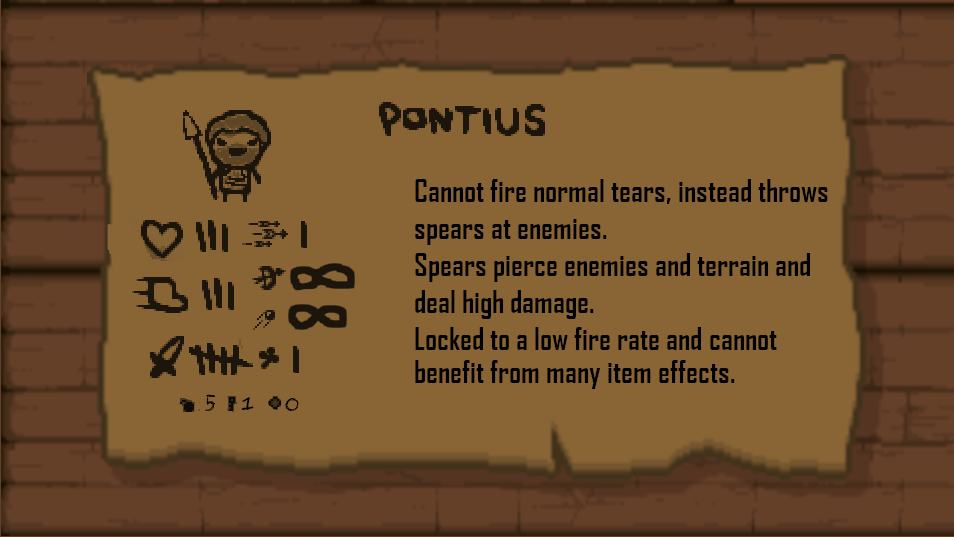 PONTIUS
Cannot fire normal tears, instead throws
spears at enemies.
Spears pierce enemies and terrain and
deal high damage.
Locked to a low fire rate and cannot
benefit from many item effects.
5 1 0